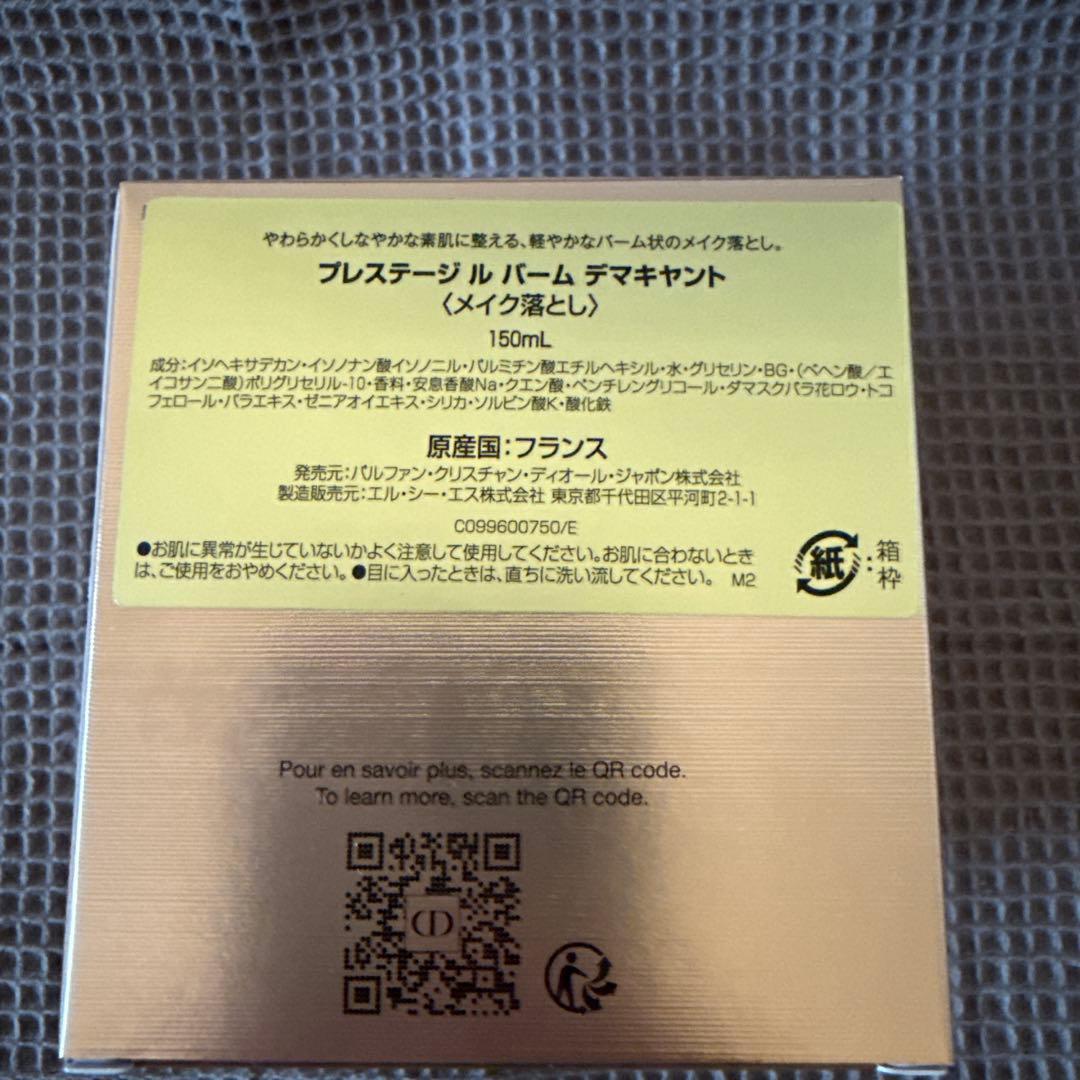 やわらかくしなやかな素肌に整える、軽やかなバーム状のメイク落とし。
プレステージ ル バーム デマキヤント
〈メイク落とし〉
150mL
成分:イソヘキサデカン・イソノナン酸イソノニル・パルミチン酸エチルヘキシル・水・グリセリン・BG・(ベヘン酸/エ
イコサン二酸)ポリグリセリル-10・香料・安息香酸Na・クエン酸・ペンチレングリコール・ダマスクバラ花ロウ・トコ
フェロール・バラエキス・ゼニアオイエキス・シリカ・ソルビン酸K・酸化鉄
原産国:フランス
発売元:パルファン・クリスチャン・ディオール・ジャポン株式会社
製造販売元:エル・シー・エス株式会社 東京都千代田区平河町2-1-1
C099600750/E
●お肌に異常が生じていないかよく注意して使用してください。お肌に合わないとき
は、ご使用をおやめください。●目に入ったときは、直ちに洗い流してください。 M2
紙:箱
枠
Pour en savoir plus, scannez le QR code.
To learn more, scan the QR code.
CD